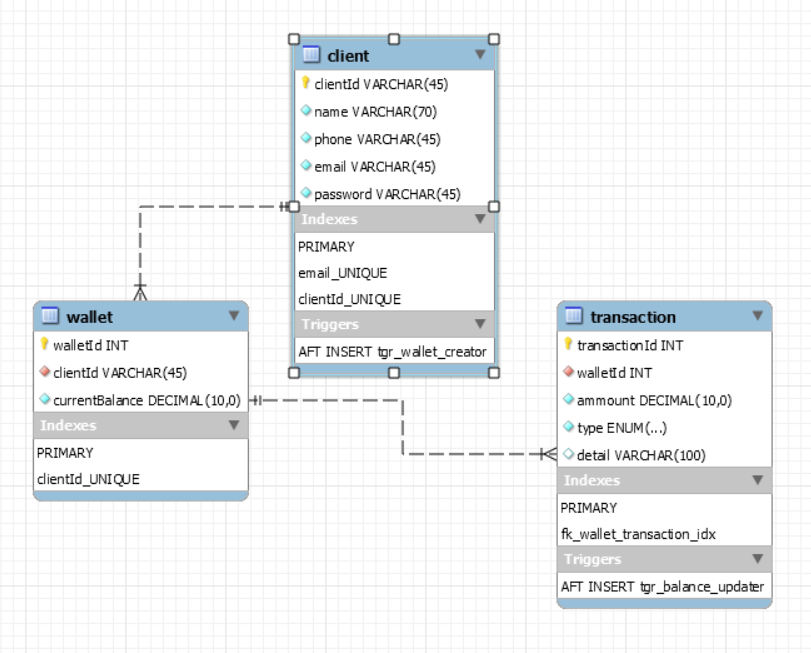 client
clientId VARCHAR(45)
name VARCHAR(70)
phone VARCHAR(45)
email VARCHAR(45)
password VARCHAR(45)
Indexes
PRIMARY
email_UNIQUE
clientId_UNIQUE
Triggers
AFT INSERT tgr_wallet_creator
wallet
walletId INT
clientId VARCHAR(45)
currentBalance DECIMAL(10,0)
Indexes
PRIMARY
clientId_UNIQUE
transaction
transactionId INT
walletId INT
ammount DECIMAL(10,0)
type ENUM(...)
detail VARCHAR(100)
Indexes
PRIMARY
fk_wallet_transaction_idx
Triggers
AFT INSERT tgr_balance_updater